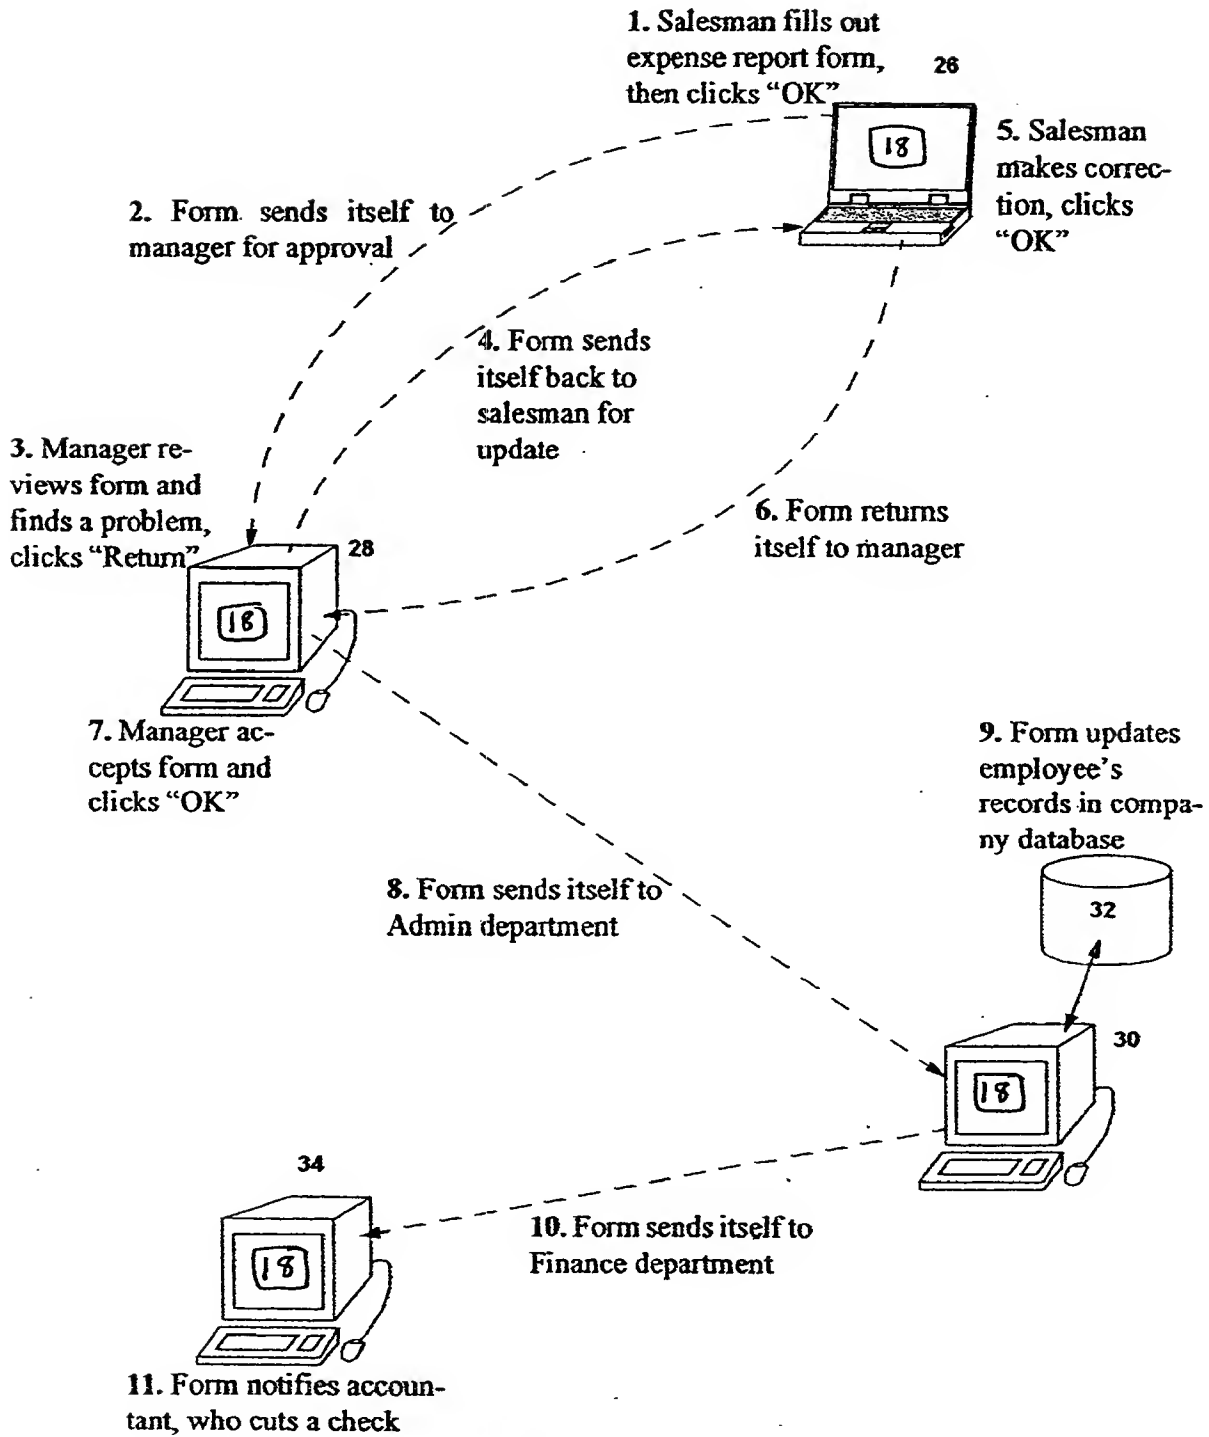 1. Salesman fills out
expense report form,
then clicks “OK”
26
18
5. Salesman
makes correc-
tion, clicks
“OK”
2. Form sends itself to
manager for approval
4. Form sends
itself back to
salesman for
update
3. Manager re-
views form and
finds a problem,
clicks “Return”
28
18
6. Form returns
itself to manager
7. Manager ac-
cepts form and
clicks “OK”
9. Form updates
employee’s
records in compa-
ny database
32
8. Form sends itself to
Admin department
30
18
34
18
10. Form sends itself to
Finance department
11. Form notifies accoun-
tant, who cuts a check